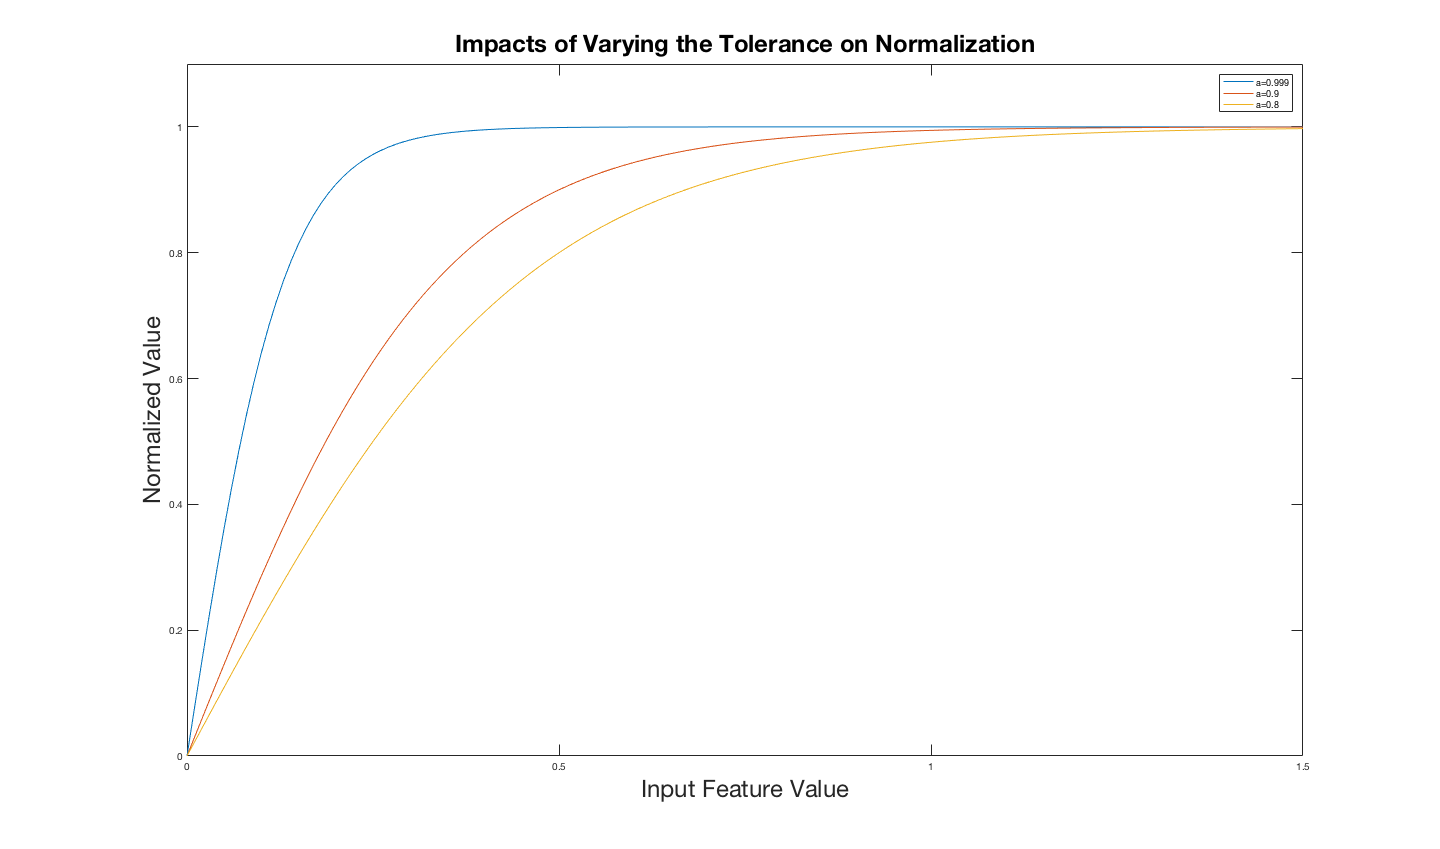 Impacts of Varying the Tolerance on Normalization
a=0.999
a=0.9
a=0.8
1
0.8
0.6
0.4
0.2
0
Normalized Value
0
0.5
1
1.5
Input Feature Value